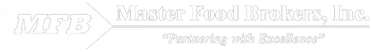 MFB
Master Food Brokers, Inc.
"Partnering with Excellence"